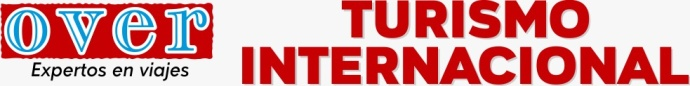 over
Expertos en viajes
TURISMO
INTERNACIONAL